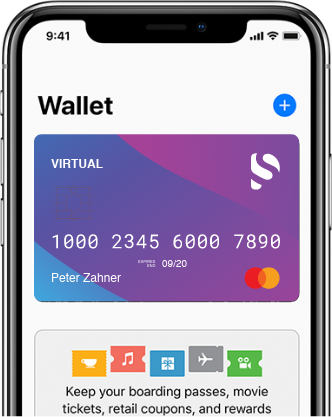 9:41
Wallet
VIRTUAL
1000 2345 6000 7890
EXPIRES
END
09/20
Peter Zahner
Keep your boarding passes, movie
tickets, retail coupons, and rewards